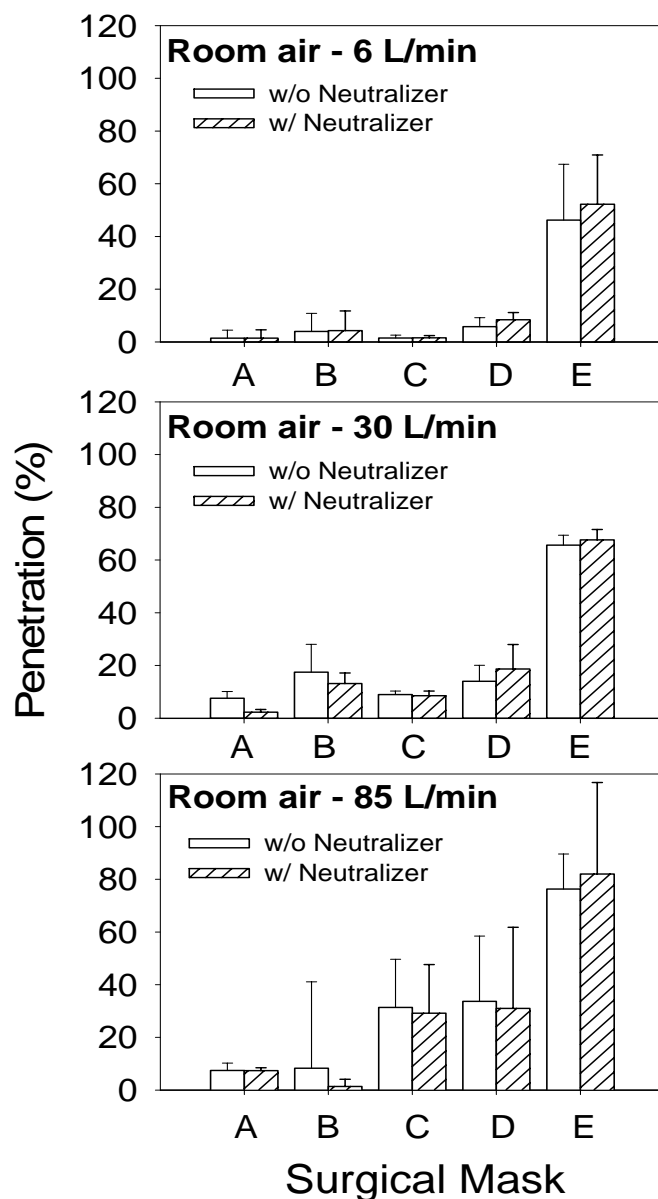 Penetration (%)
Room air - 6 L/min
w/o Neutralizer
w/ Neutralizer
120
100
80
60
40
20
0
A B C D E
Room air - 30 L/min
w/o Neutralizer
w/ Neutralizer
120
100
80
60
40
20
0
A B C D E
Room air - 85 L/min
w/o Neutralizer
w/ Neutralizer
120
100
80
60
40
20
0
A B C D E
Surgical Mask